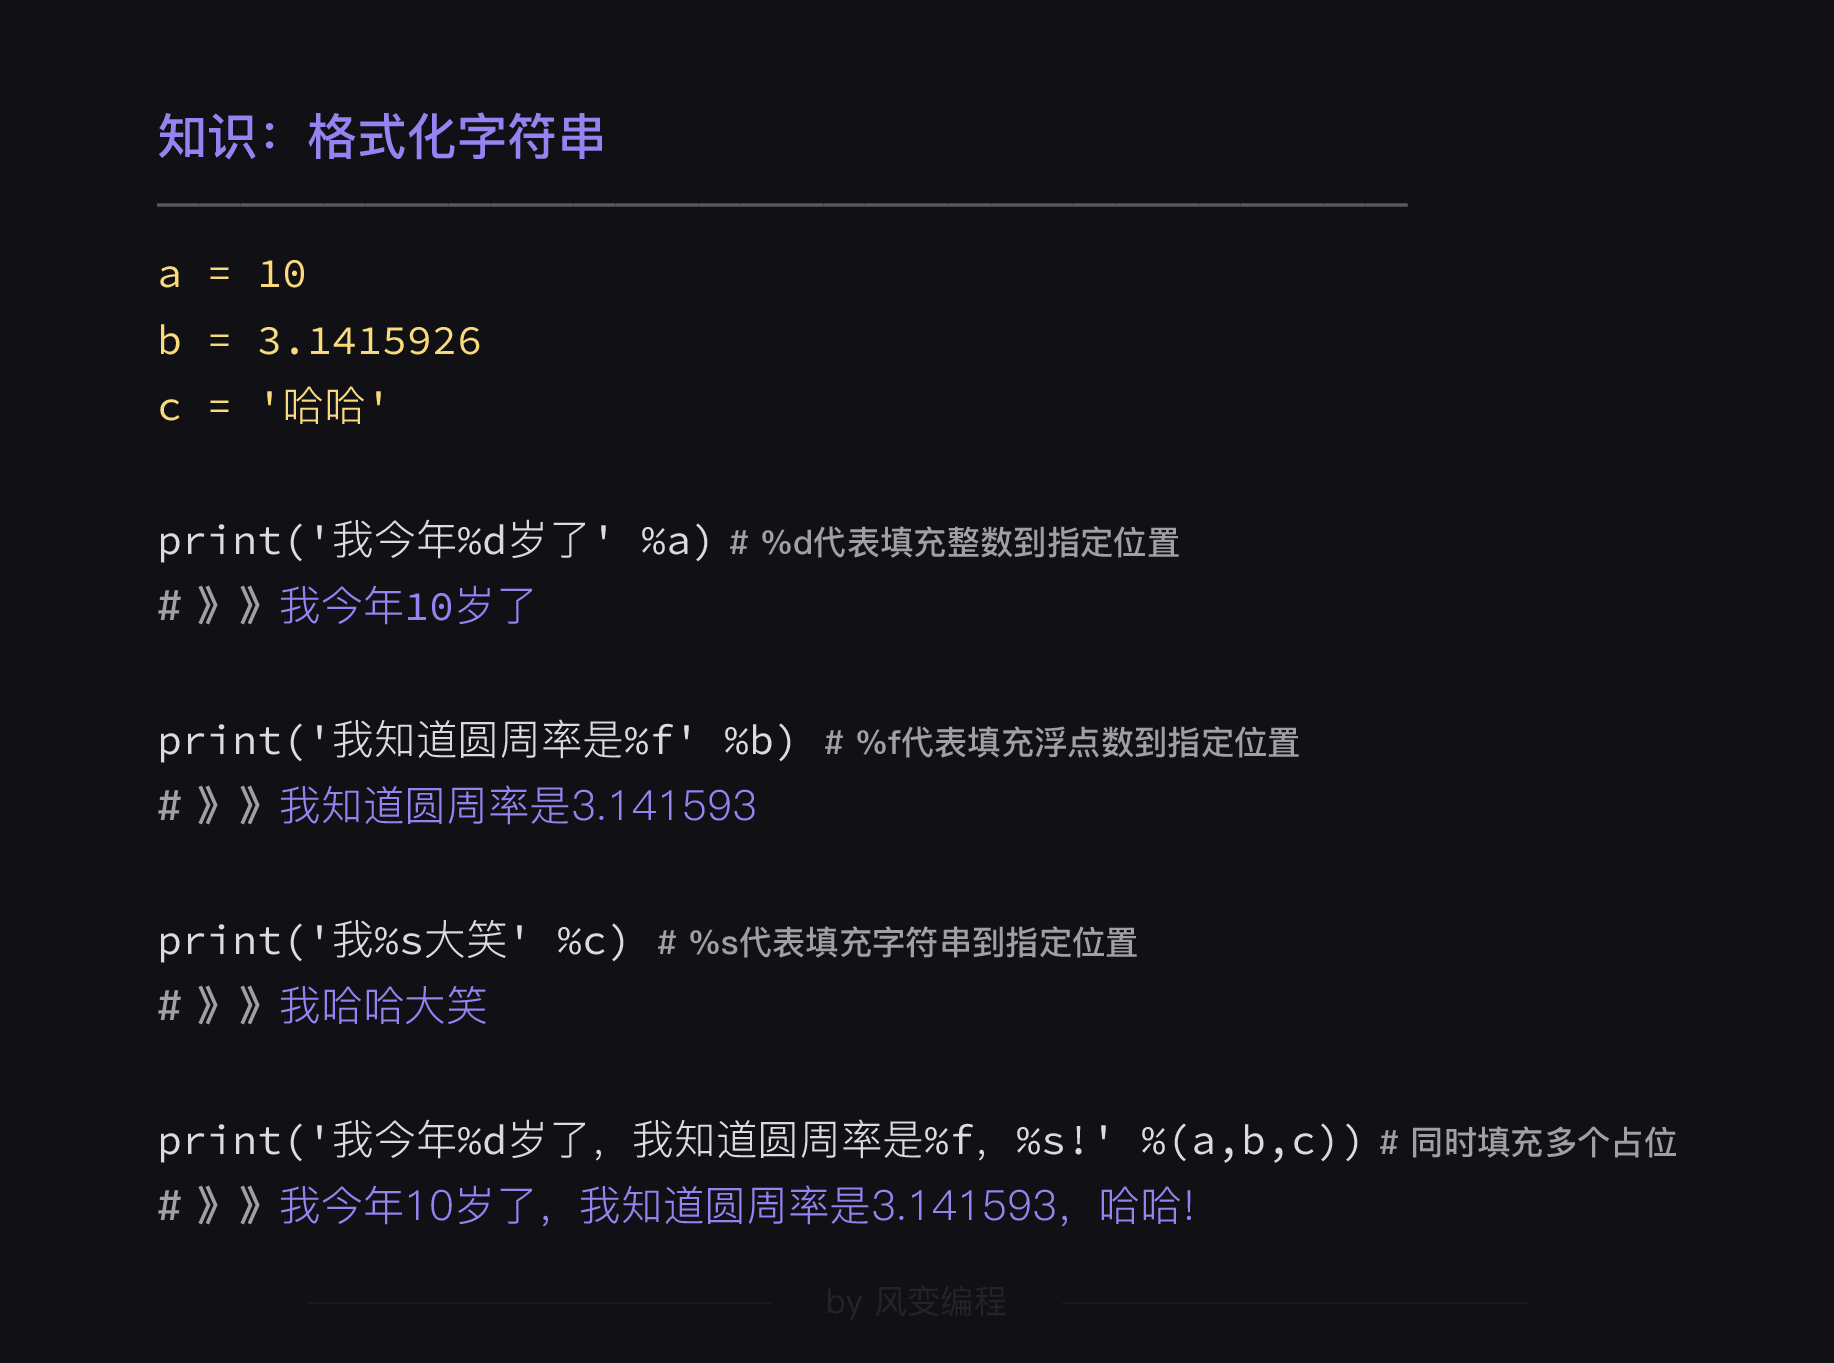 知识：格式化字符串
a = 10
b = 3.1415926
c = '哈哈'
print('我今年%d岁了' %a) # %d代表填充整数到指定位置
# 》》我今年10岁了
print('我知道圆周率是%f' %b) # %f代表填充浮点数到指定位置
# 》》我知道圆周率是3.141593
print('我%s大笑' %c) # %s代表填充字符串到指定位置
# 》》我哈哈大笑
print('我今年%d岁了，我知道圆周率是%f，%s!' %(a,b,c)) # 同时填充多个占位
# 》》我今年10岁了，我知道圆周率是3.141593，哈哈!
by 风变编程